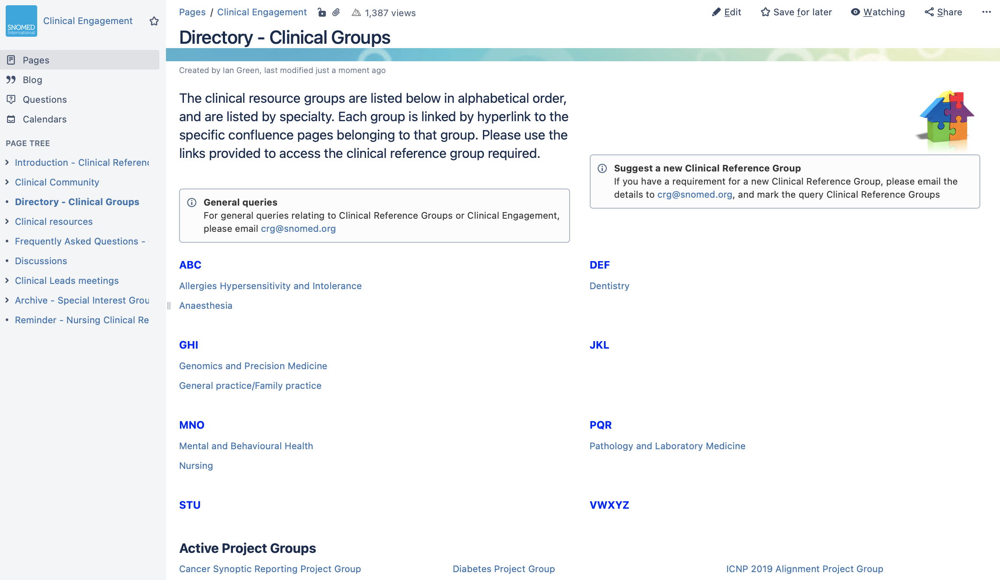 SNOMED
International
Clinical Engagement
Pages
Blog
Questions
Calendars
PAGE TREE
Introduction - Clinical Referenc
Clinical Community
Directory - Clinical Groups
Clinical resources
Frequently Asked Questions -
Discussions
Clinical Leads meetings
Archive - Special Interest Grou
Reminder - Nursing Clinical Re
Pages / Clinical Engagement 1,387 views
Edit Save for later Watching Share ...
Directory - Clinical Groups
Created by Ian Green, last modified just a moment ago
The clinical resource groups are listed below in alphabetical order,
and are listed by specialty. Each group is linked by hyperlink to the
specific confluence pages belonging to that group. Please use the
links provided to access the clinical reference group required.
General queries
For general queries relating to Clinical Reference Groups or Clinical Engagement,
please email crg@snomed.org
Suggest a new Clinical Reference Group
If you have a requirement for a new Clinical Reference Group, please email the
details to crg@snomed.org, and mark the query Clinical Reference Groups
ABC
Allergies Hypersensitivity and Intolerance
Anaesthesia
DEF
Dentistry
GHI
Genomics and Precision Medicine
General practice/Family practice
JKL
MNO
Mental and Behavioural Health
Nursing
PQR
Pathology and Laboratory Medicine
STU
VWXYZ
Active Project Groups
Cancer Synoptic Reporting Project Group
Diabetes Project Group
ICNP 2019 Alignment Project Group